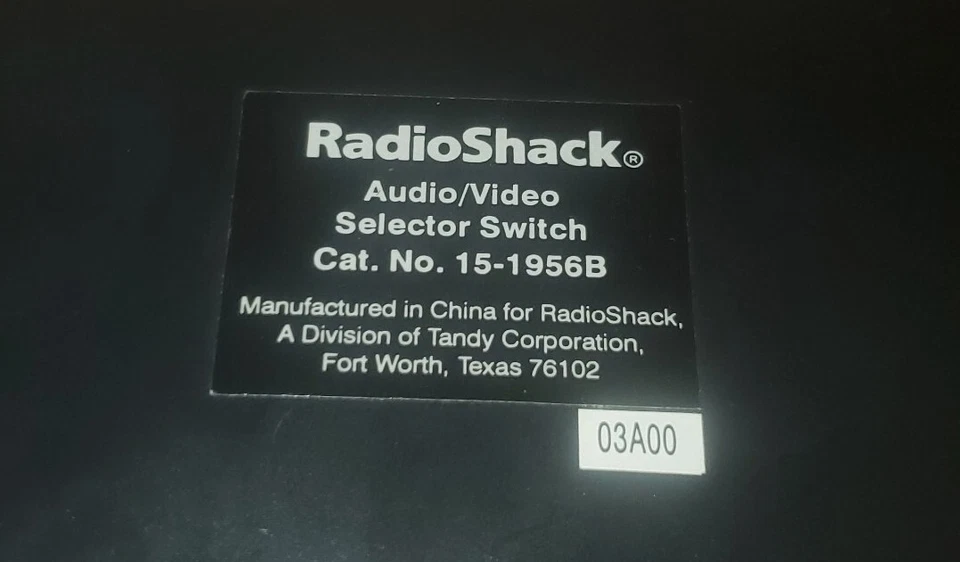 RadioShack®
Audio/Video
Selector Switch
Cat. No. 15-1956B
Manufactured in China for RadioShack,
A Division of Tandy Corporation,
Fort Worth, Texas 76102
03A00